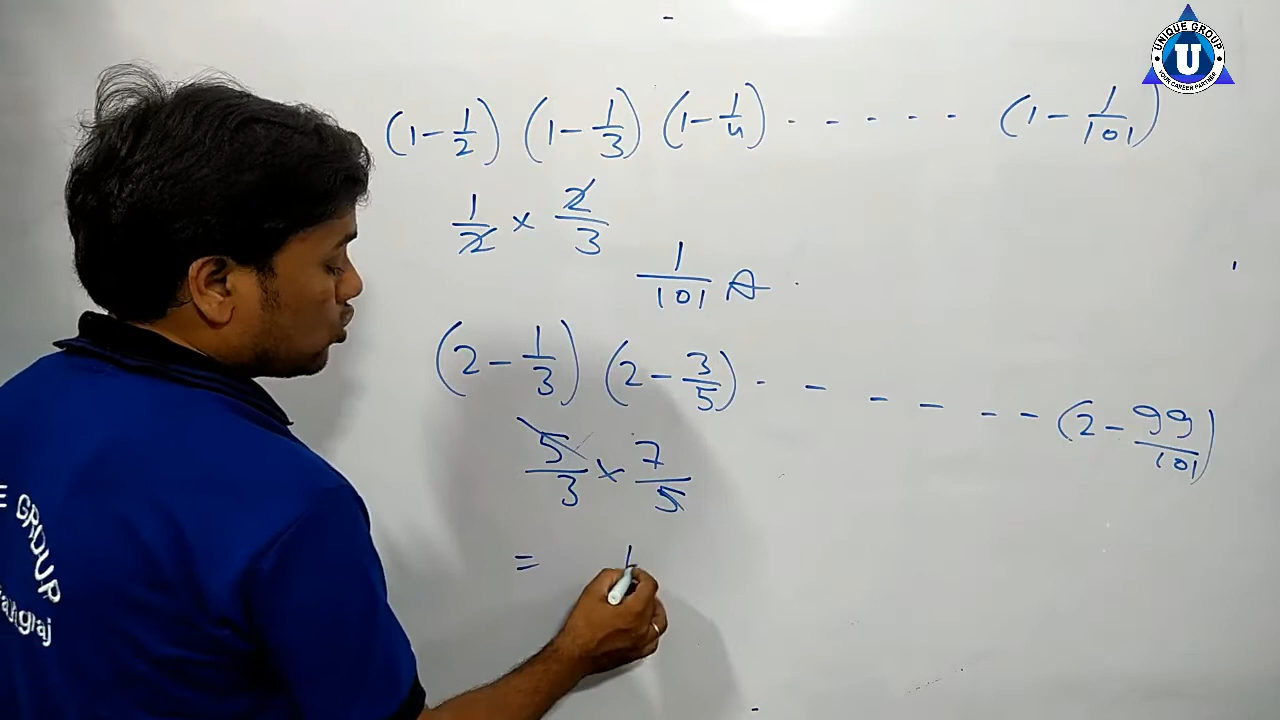 UNIQUE GROUP
U
YOUR CAREER PARTNER
(1 - 1/2) (1 - 1/3) (1 - 1/4) - - - - - (1 - 1/101)
1/2 × 2/3
1/101 A
(2 - 1/3) (2 - 3/5) - - - - - - (2 - 99/101)
5/3 × 7/5
= 1
E GROUP